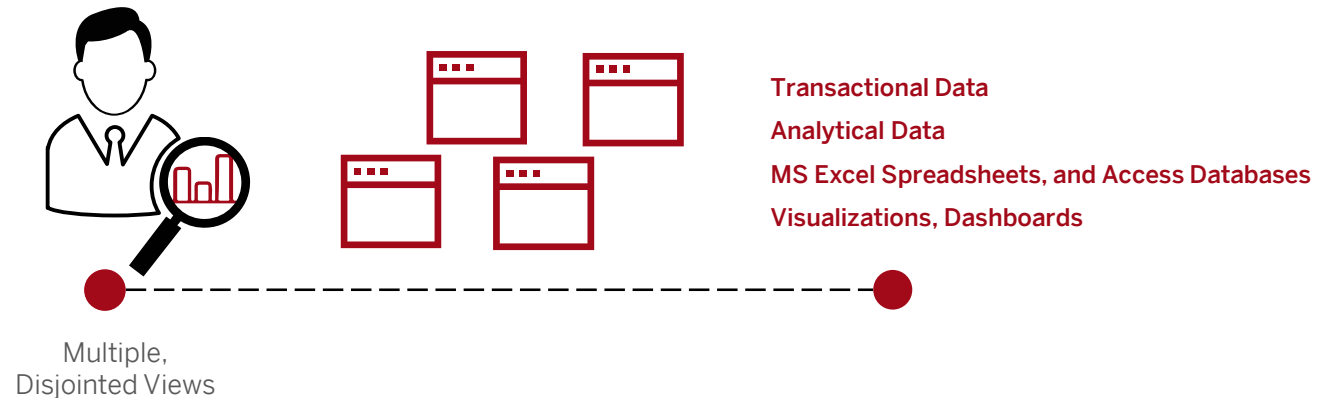 Transactional Data
Analytical Data
MS Excel Spreadsheets, and Access Databases
Visualizations, Dashboards
Multiple,
Disjointed Views